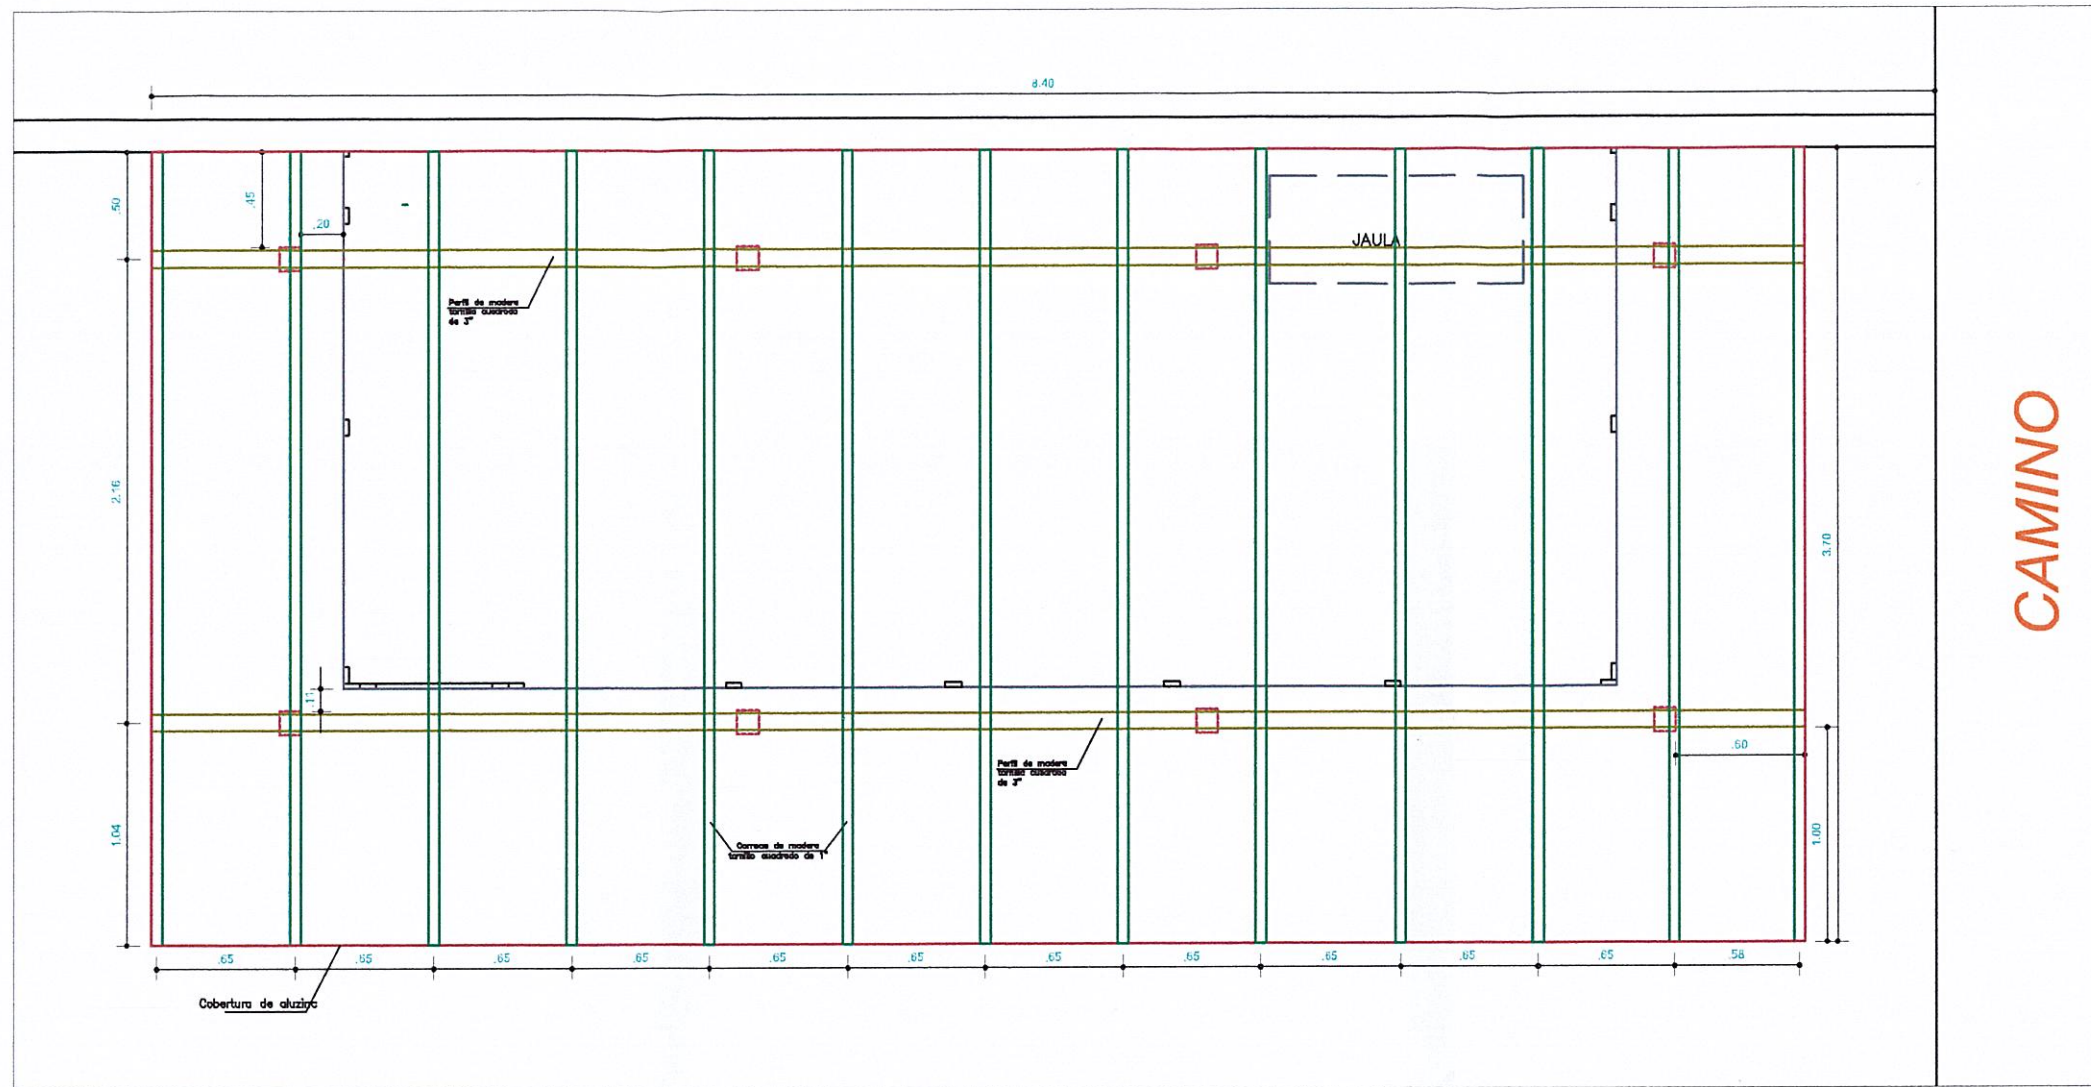 8.40
.50
.45
.20
JAULA
Perfil de madera
tornillo cuadrado
de 3"
CAMINO
2.16
3.70
.11
.60
Perfil de madera
tornillo cuadrado
de 3"
1.04
1.00
Correas de madera
tornillo cuadrado de 1"
.65 .65 .65 .65 .65 .65 .65 .65 .65 .65 .65 .58
Cobertura de aluzinc